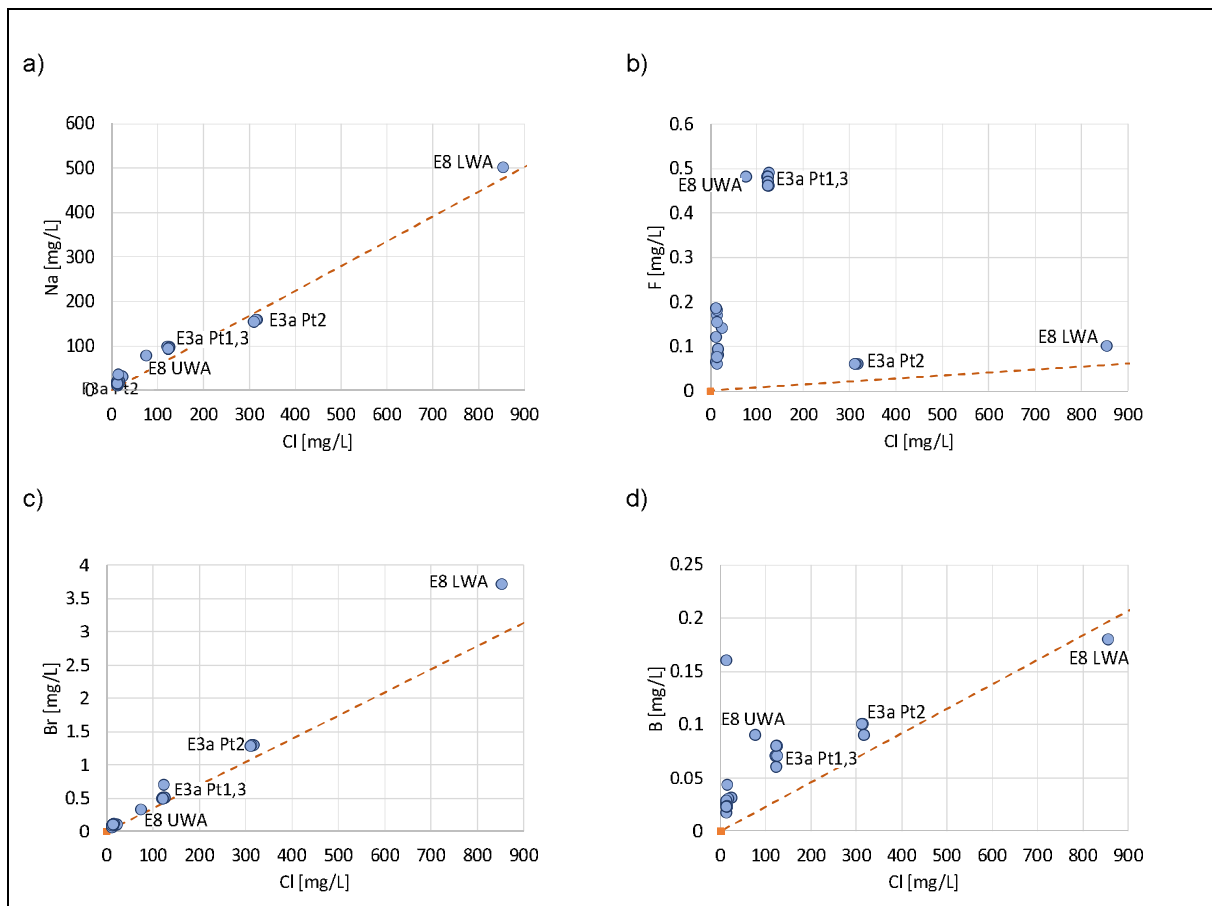 a)
600
500
400
300
200
100
0
Na [mg/L]
E8 LWA
E3a Pt2
E3a Pt1,3
E8 UWA
E3a Pt2
0 100 200 300 400 500 600 700 800 900
Cl [mg/L]
b)
0.6
0.5
0.4
0.3
0.2
0.1
0
F [mg/L]
E8 UWA
E3a Pt1,3
E8 LWA
E3a Pt2
0 100 200 300 400 500 600 700 800 900
Cl [mg/L]
c)
4
3.5
3
2.5
2
1.5
1
0.5
0
Br [mg/L]
E8 LWA
E3a Pt2
E3a Pt1,3
E8 UWA
0 100 200 300 400 500 600 700 800 900
Cl [mg/L]
d)
0.25
0.2
0.15
0.1
0.05
0
B [mg/L]
E8 LWA
E8 UWA
E3a Pt2
E3a Pt1,3
0 100 200 300 400 500 600 700 800 900
Cl [mg/L]